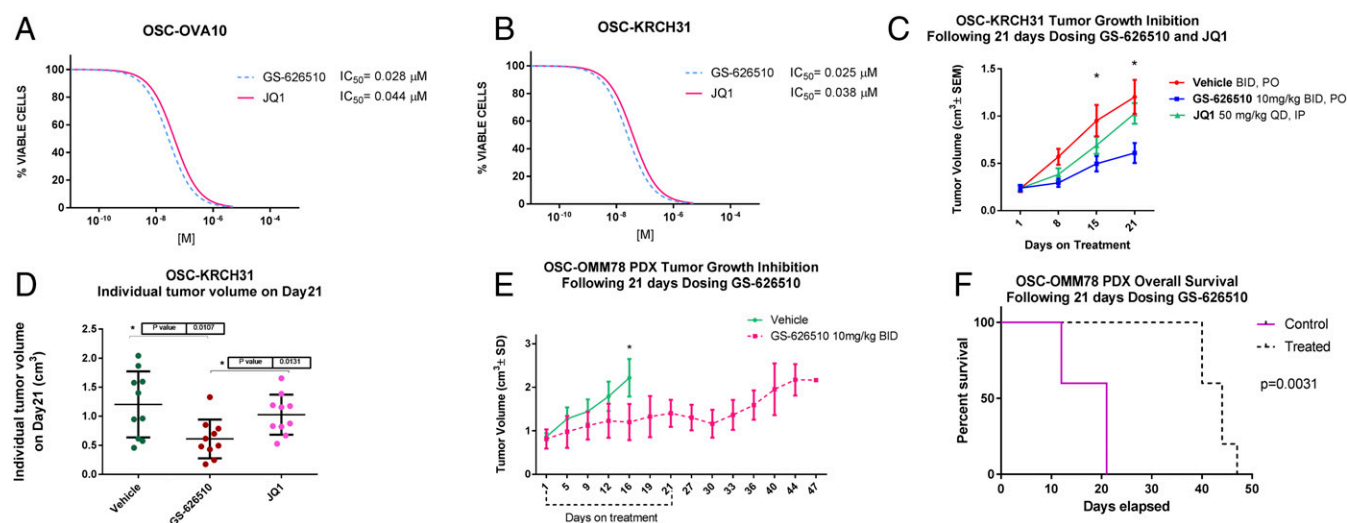 A
OSC-OVA10
% VIABLE CELLS
100
80
60
40
20
0
10⁻¹⁰
10⁻⁸
10⁻⁶
10⁻⁴
[M]
GS-626510 IC₅₀= 0.028 µM
JQ1 IC₅₀= 0.044 µM
B
OSC-KRCH31
% VIABLE CELLS
100
80
60
40
20
0
10⁻¹⁰
10⁻⁸
10⁻⁶
10⁻⁴
[M]
GS-626510 IC₅₀= 0.025 µM
JQ1 IC₅₀= 0.038 µM
C
OSC-KRCH31 Tumor Growth Inibition
Following 21 days Dosing GS-626510 and JQ1
Tumor Volume (cm³± SEM)
1.5
1.0
0.5
0.0
* *
1 8 15 21
Days on Treatment
Vehicle BID, PO
GS-626510 10mg/kg BID, PO
JQ1 50 mg/kg QD, IP
D
OSC-KRCH31
Individual tumor volume on Day21
Individual tumor volume
on Day21 (cm³)
2.5
2.0
1.5
1.0
0.5
0.0
* P value 0.0107
* P value 0.0131
Vehicle
GS-626510
JQ1
E
OSC-OMM78 PDX Tumor Growth Inhibition
Following 21 days Dosing GS-626510
Tumor Volume (cm³± SD)
3
2
1
0
*
Vehicle
GS-626510 10mg/kg BID
1 5 9 12 16 19 21 27 30 33 36 40 44 47
Days on treatment
F
OSC-OMM78 PDX Overall Survival
Following 21 days Dosing GS-626510
Percent survival
100
50
0
0 10 20 30 40 50
Days elapsed
Control
Treated
p=0.0031